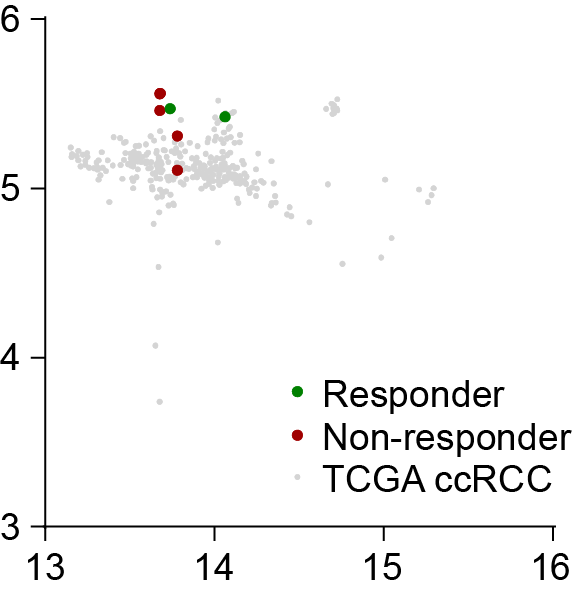 6
5
4
3
Responder
Non-responder
TCGA ccRCC
13 14 15 16